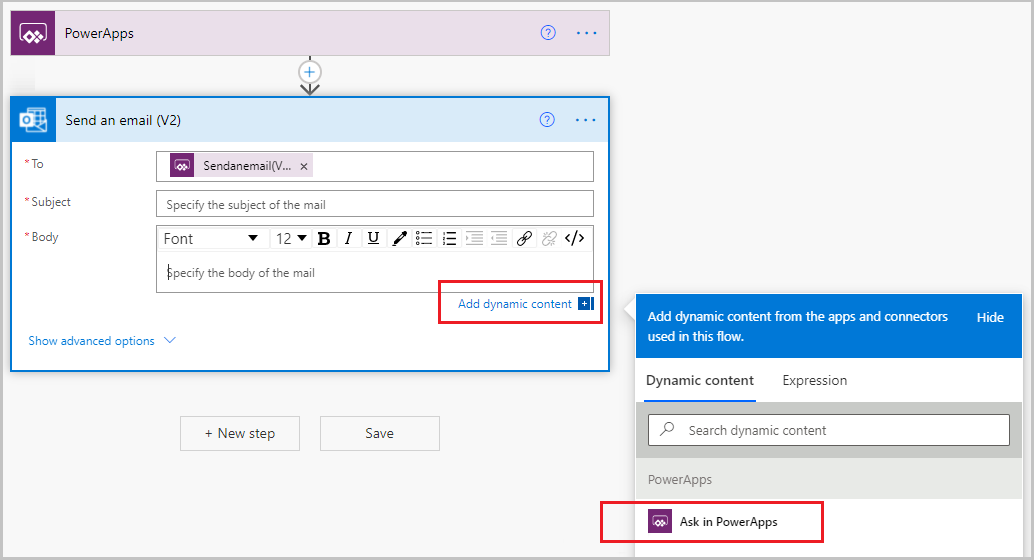 PowerApps
Send an email (V2)
* To
Sendanemail(V... ×
* Subject
Specify the subject of the mail
* Body
Font 12 B I U </>
Specify the body of the mail
Add dynamic content
Show advanced options
+ New step
Save
Add dynamic content from the apps and connectors
used in this flow.
Hide
Dynamic content Expression
Search dynamic content
PowerApps
Ask in PowerApps